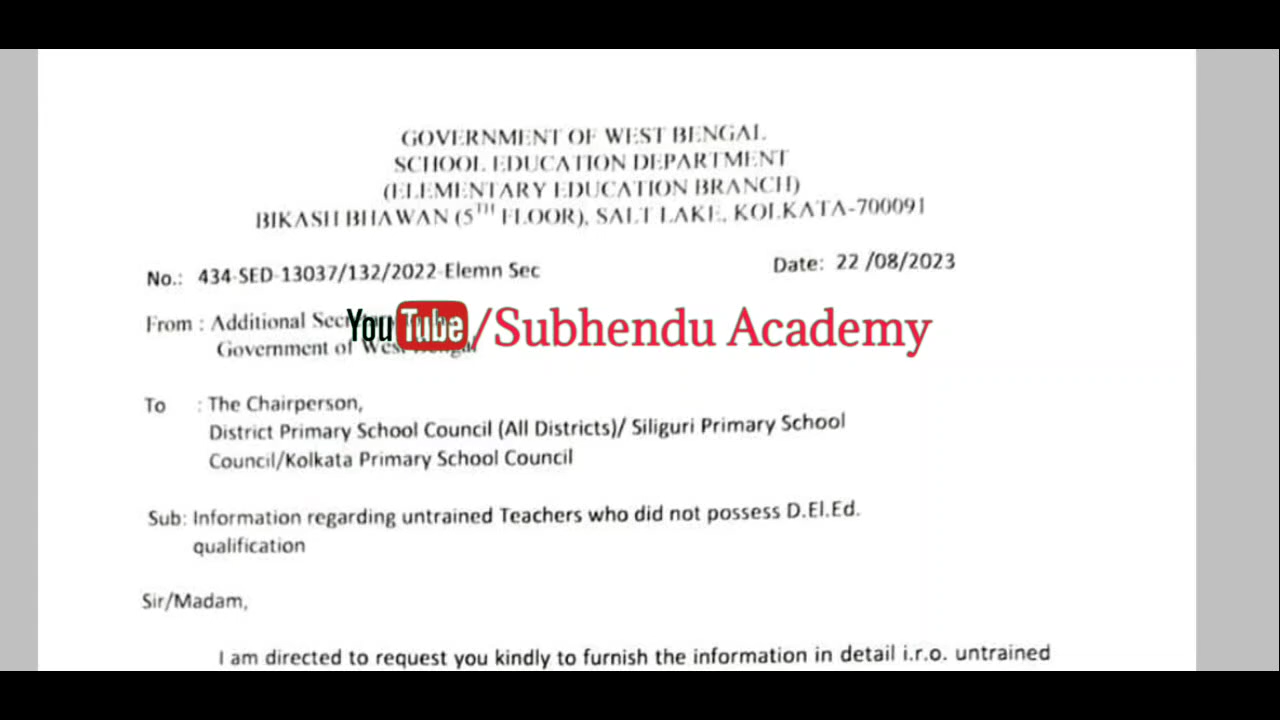 GOVERNMENT OF WEST BENGAL
SCHOOL EDUCATION DEPARTMENT
(ELEMENTARY EDUCATION BRANCH)
BIKASH BHAWAN (5TH FLOOR), SALT LAKE, KOLKATA-700091
No.: 434-SED-13037/132/2022-Elemn Sec Date: 22 /08/2023
From : Additional
YouTube/Subhendu Academy
Government of West Bengal
To : The Chairperson,
District Primary School Council (All Districts)/ Siliguri Primary School
Council/Kolkata Primary School Council
Sub: Information regarding untrained Teachers who did not possess D.El.Ed.
qualification
Sir/Madam,
I am directed to request you kindly to furnish the information in detail i.r.o. untrained